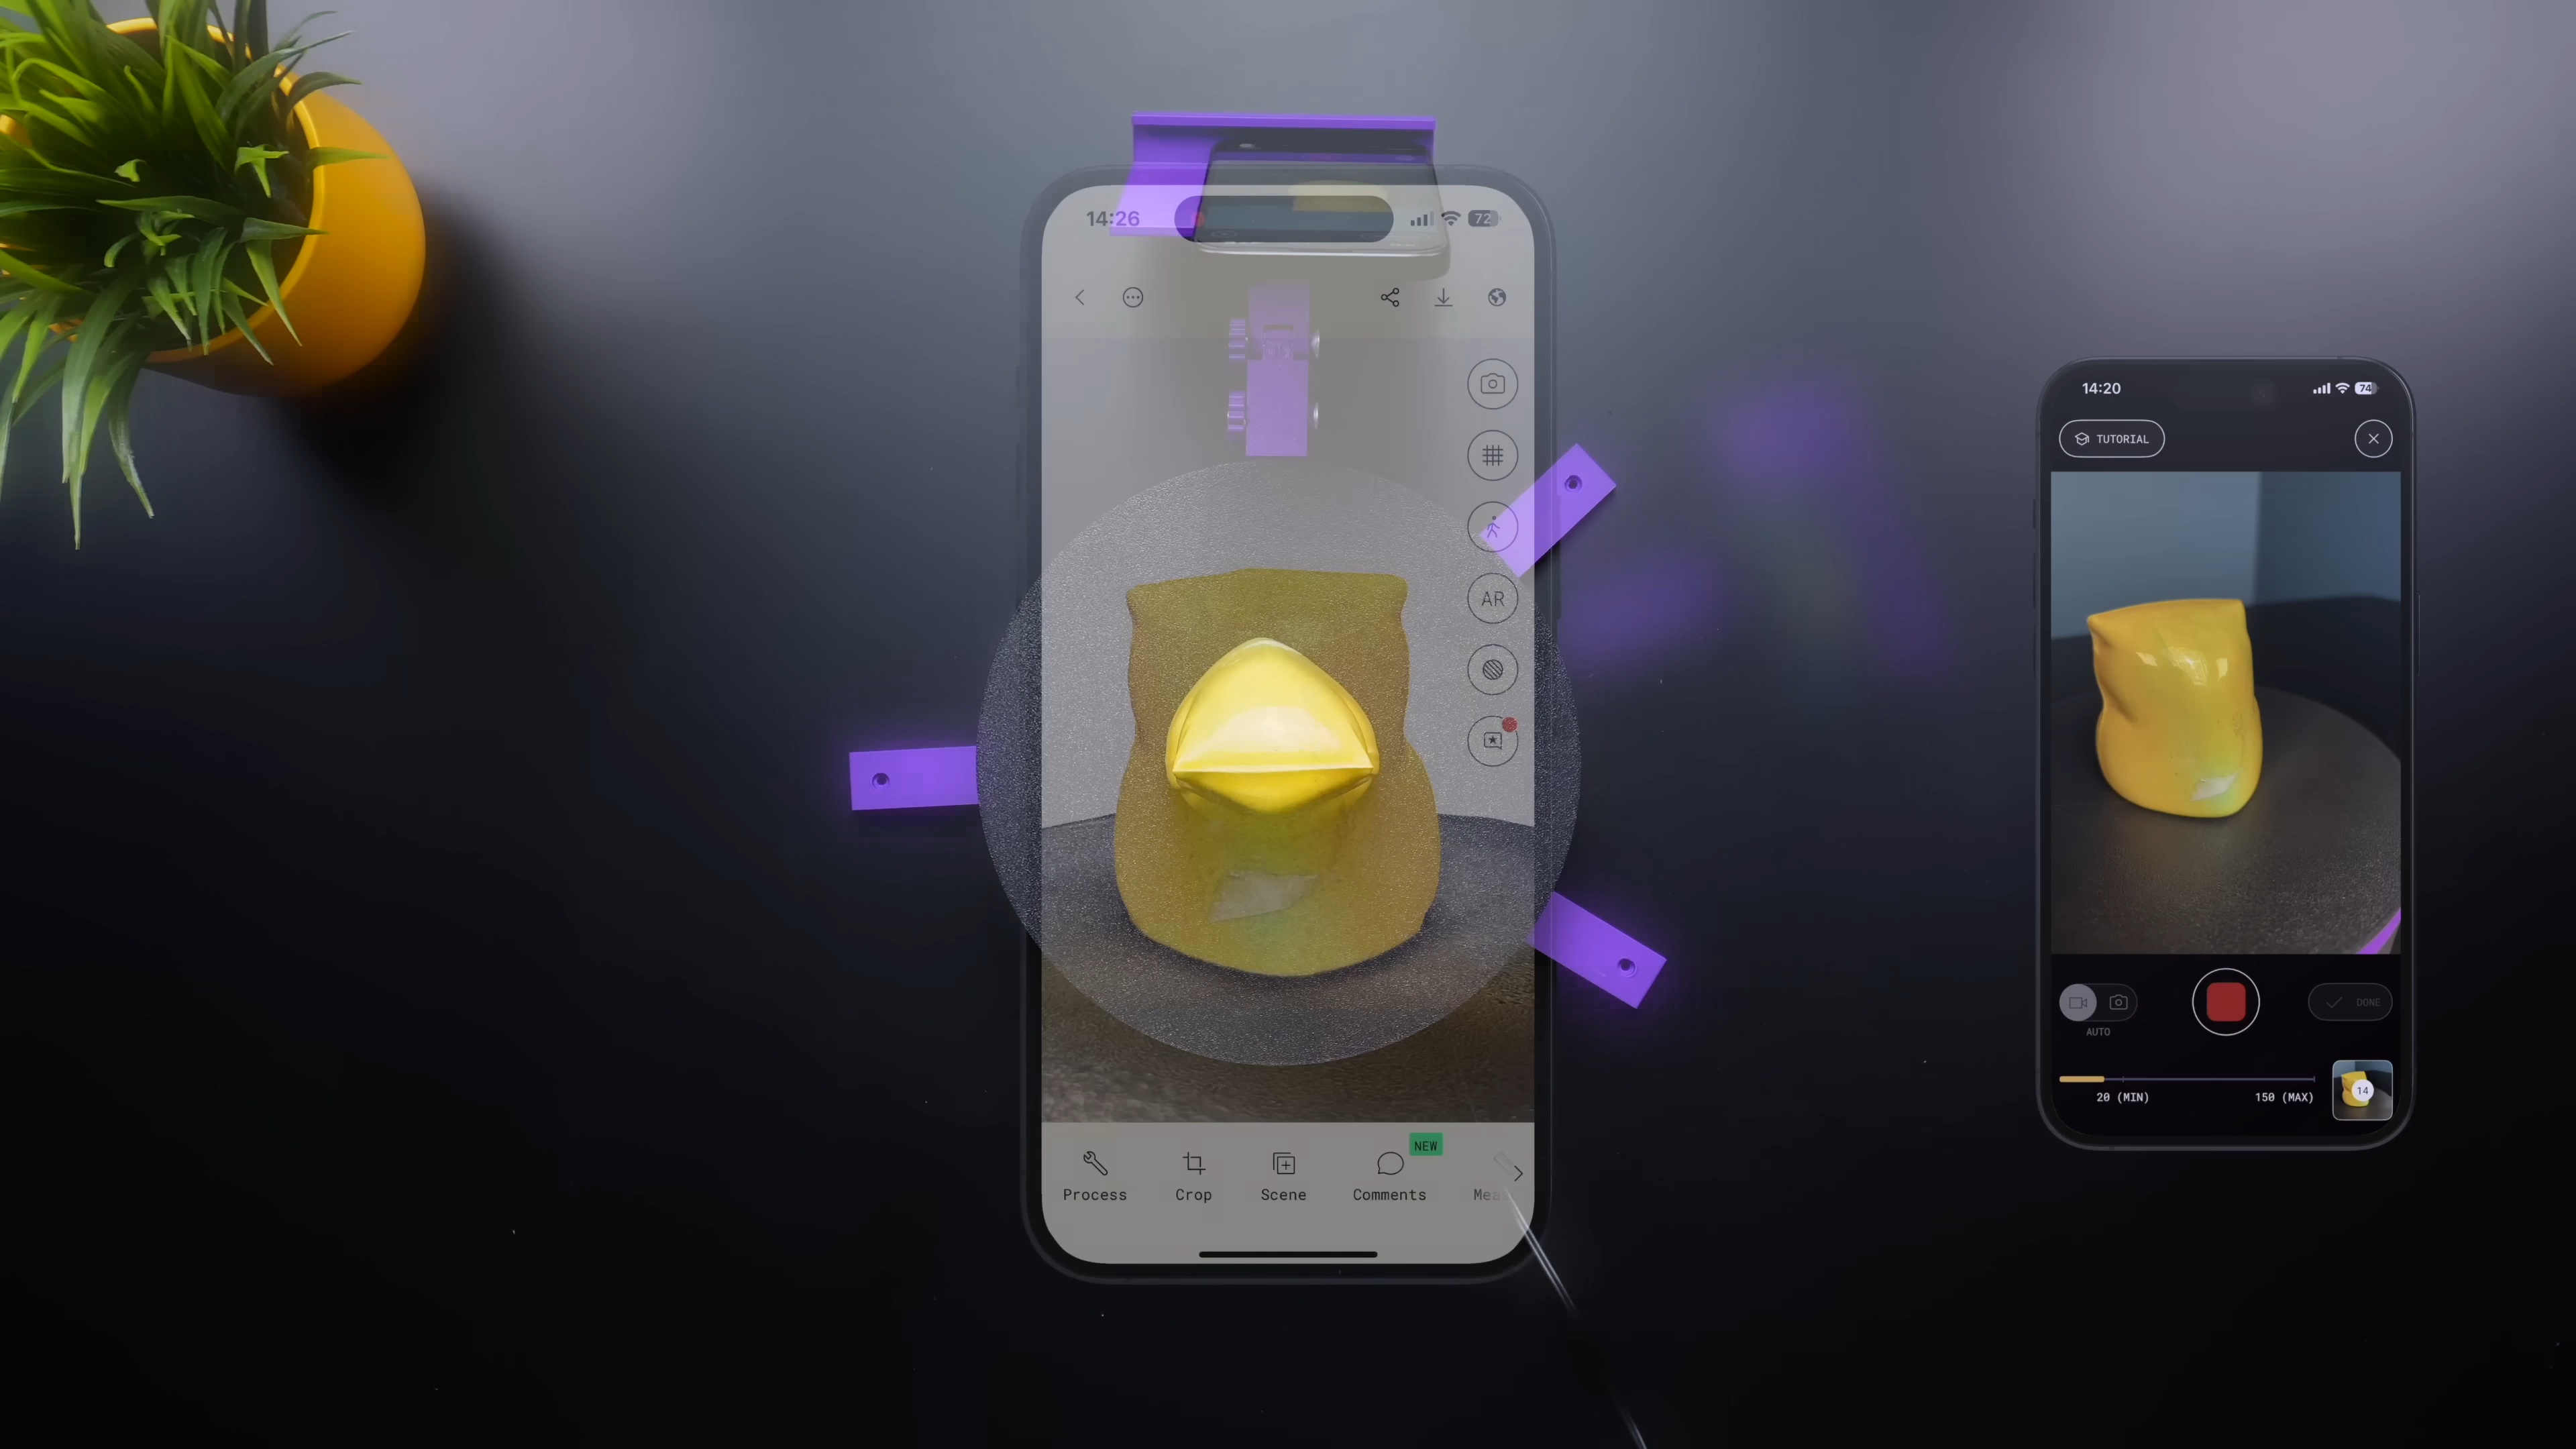 14:26
72
AR
NEW
Process
Crop
Scene
Comments
Mea
14:20
74
TUTORIAL
DONE
AUTO
20 (MIN)
150 (MAX)
14